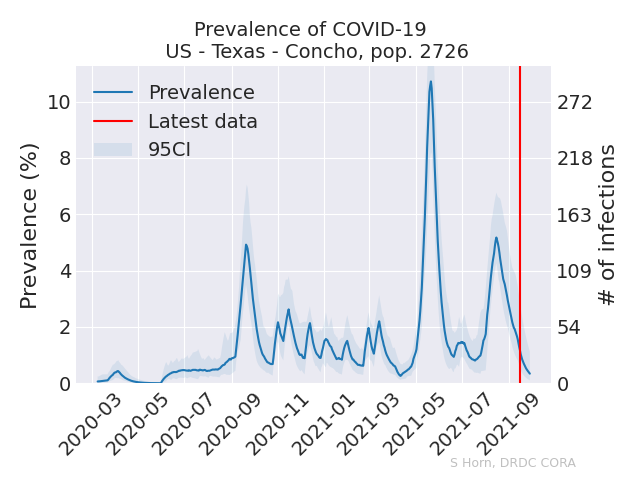 Prevalence of COVID-19
US - Texas - Concho, pop. 2726
Prevalence
Latest data
95CI
Prevalence (%)
10
8
6
4
2
0
272
218
163
109
54
0
# of infections
2020-03
2020-05
2020-07
2020-09
2020-11
2021-01
2021-03
2021-05
2021-07
2021-09
S Horn, DRDC CORA